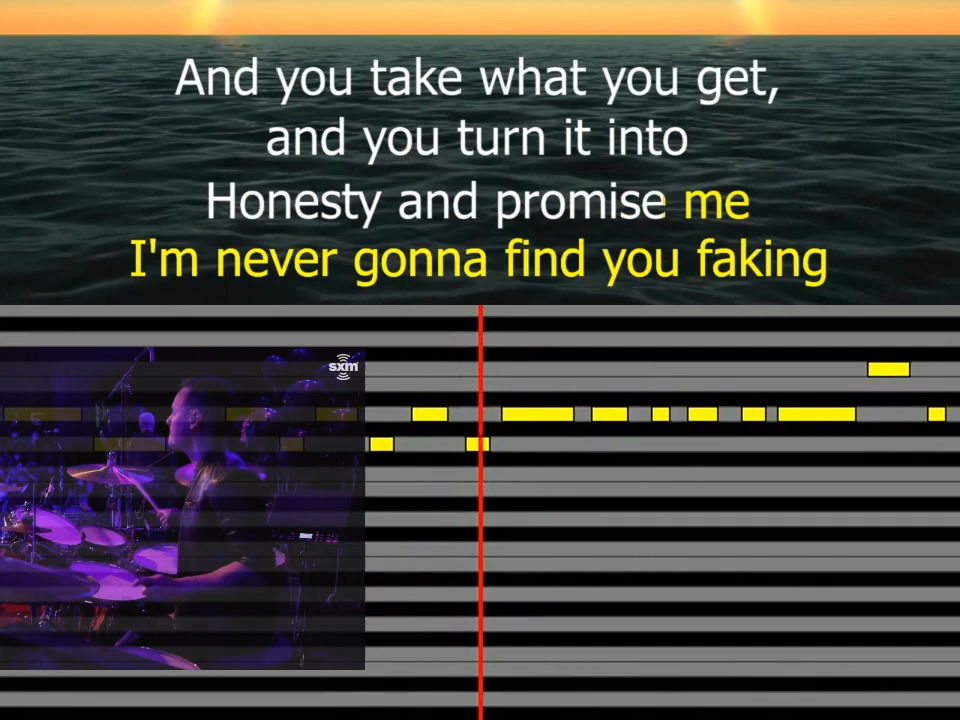 And you take what you get,
and you turn it into
Honesty and promise me
I'm never gonna find you faking
sxm